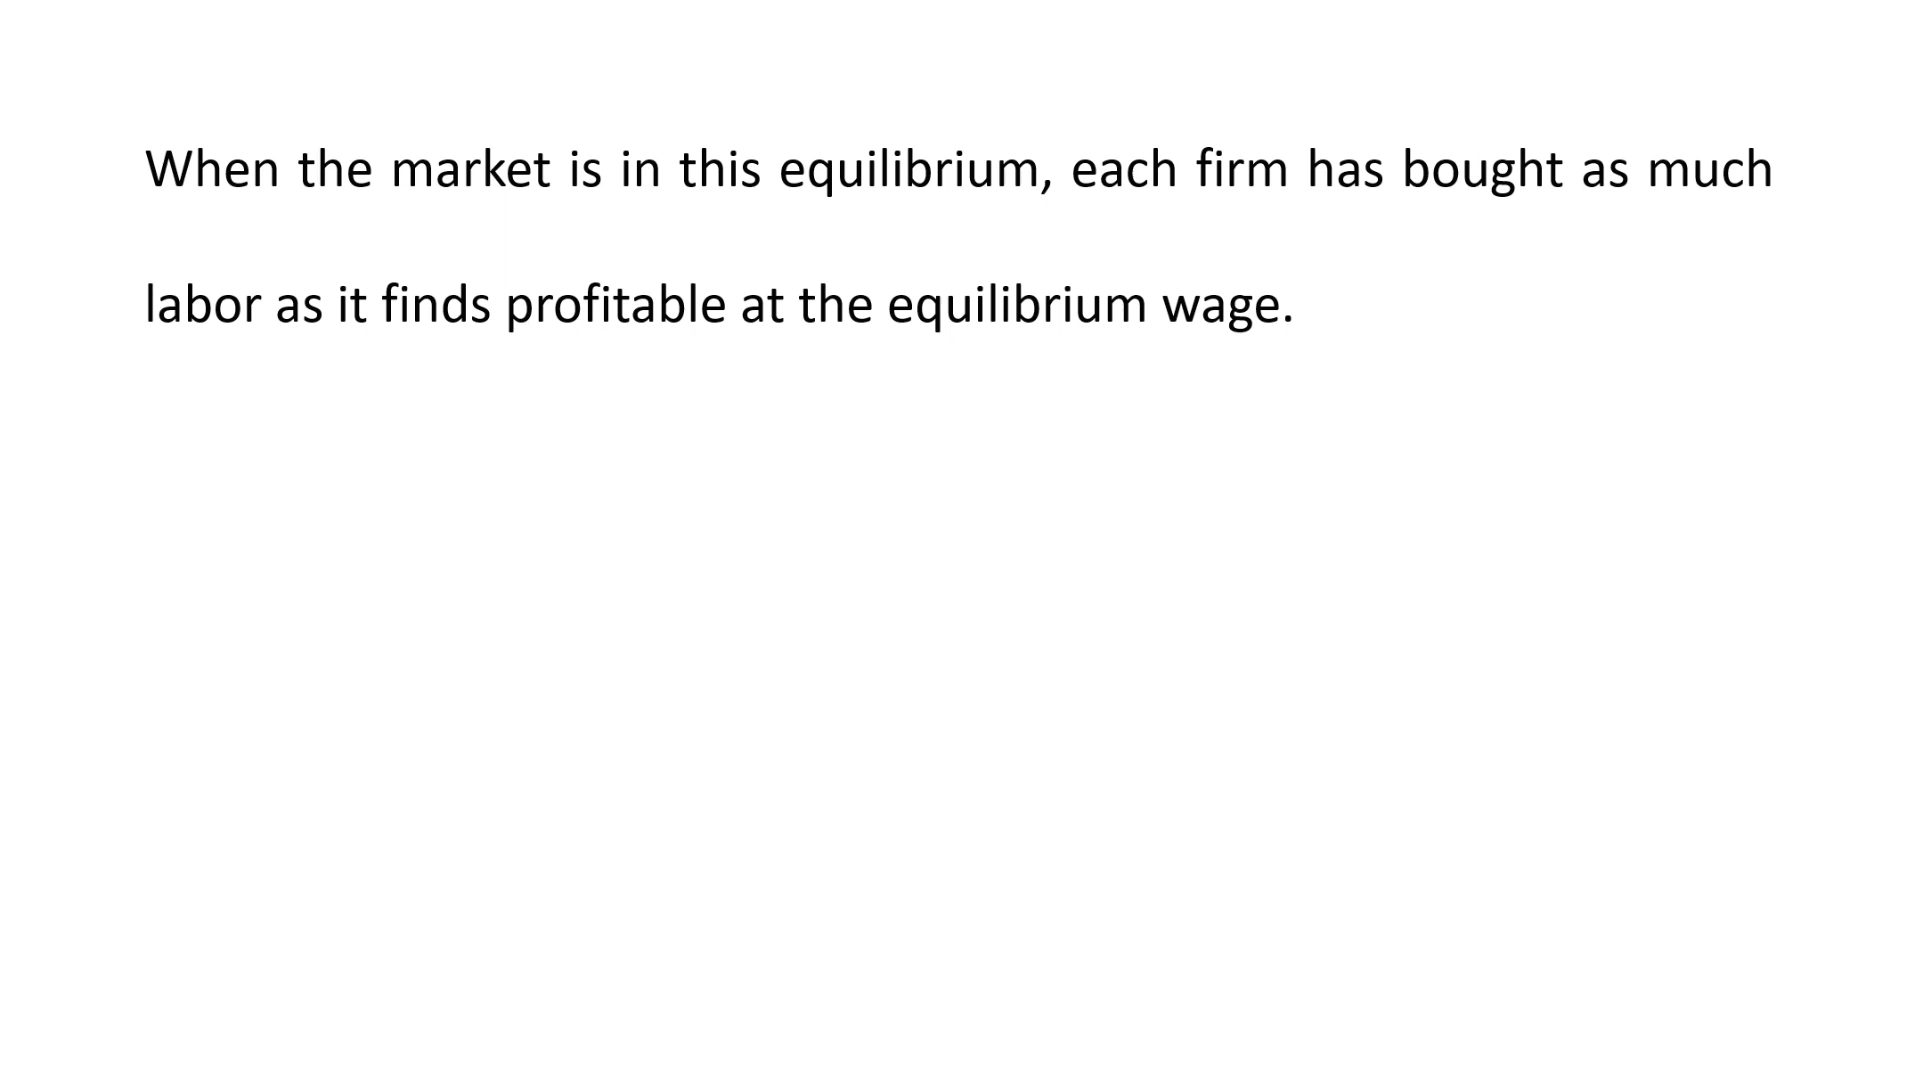 When the market is in this equilibrium, each firm has bought as much
labor as it finds profitable at the equilibrium wage.